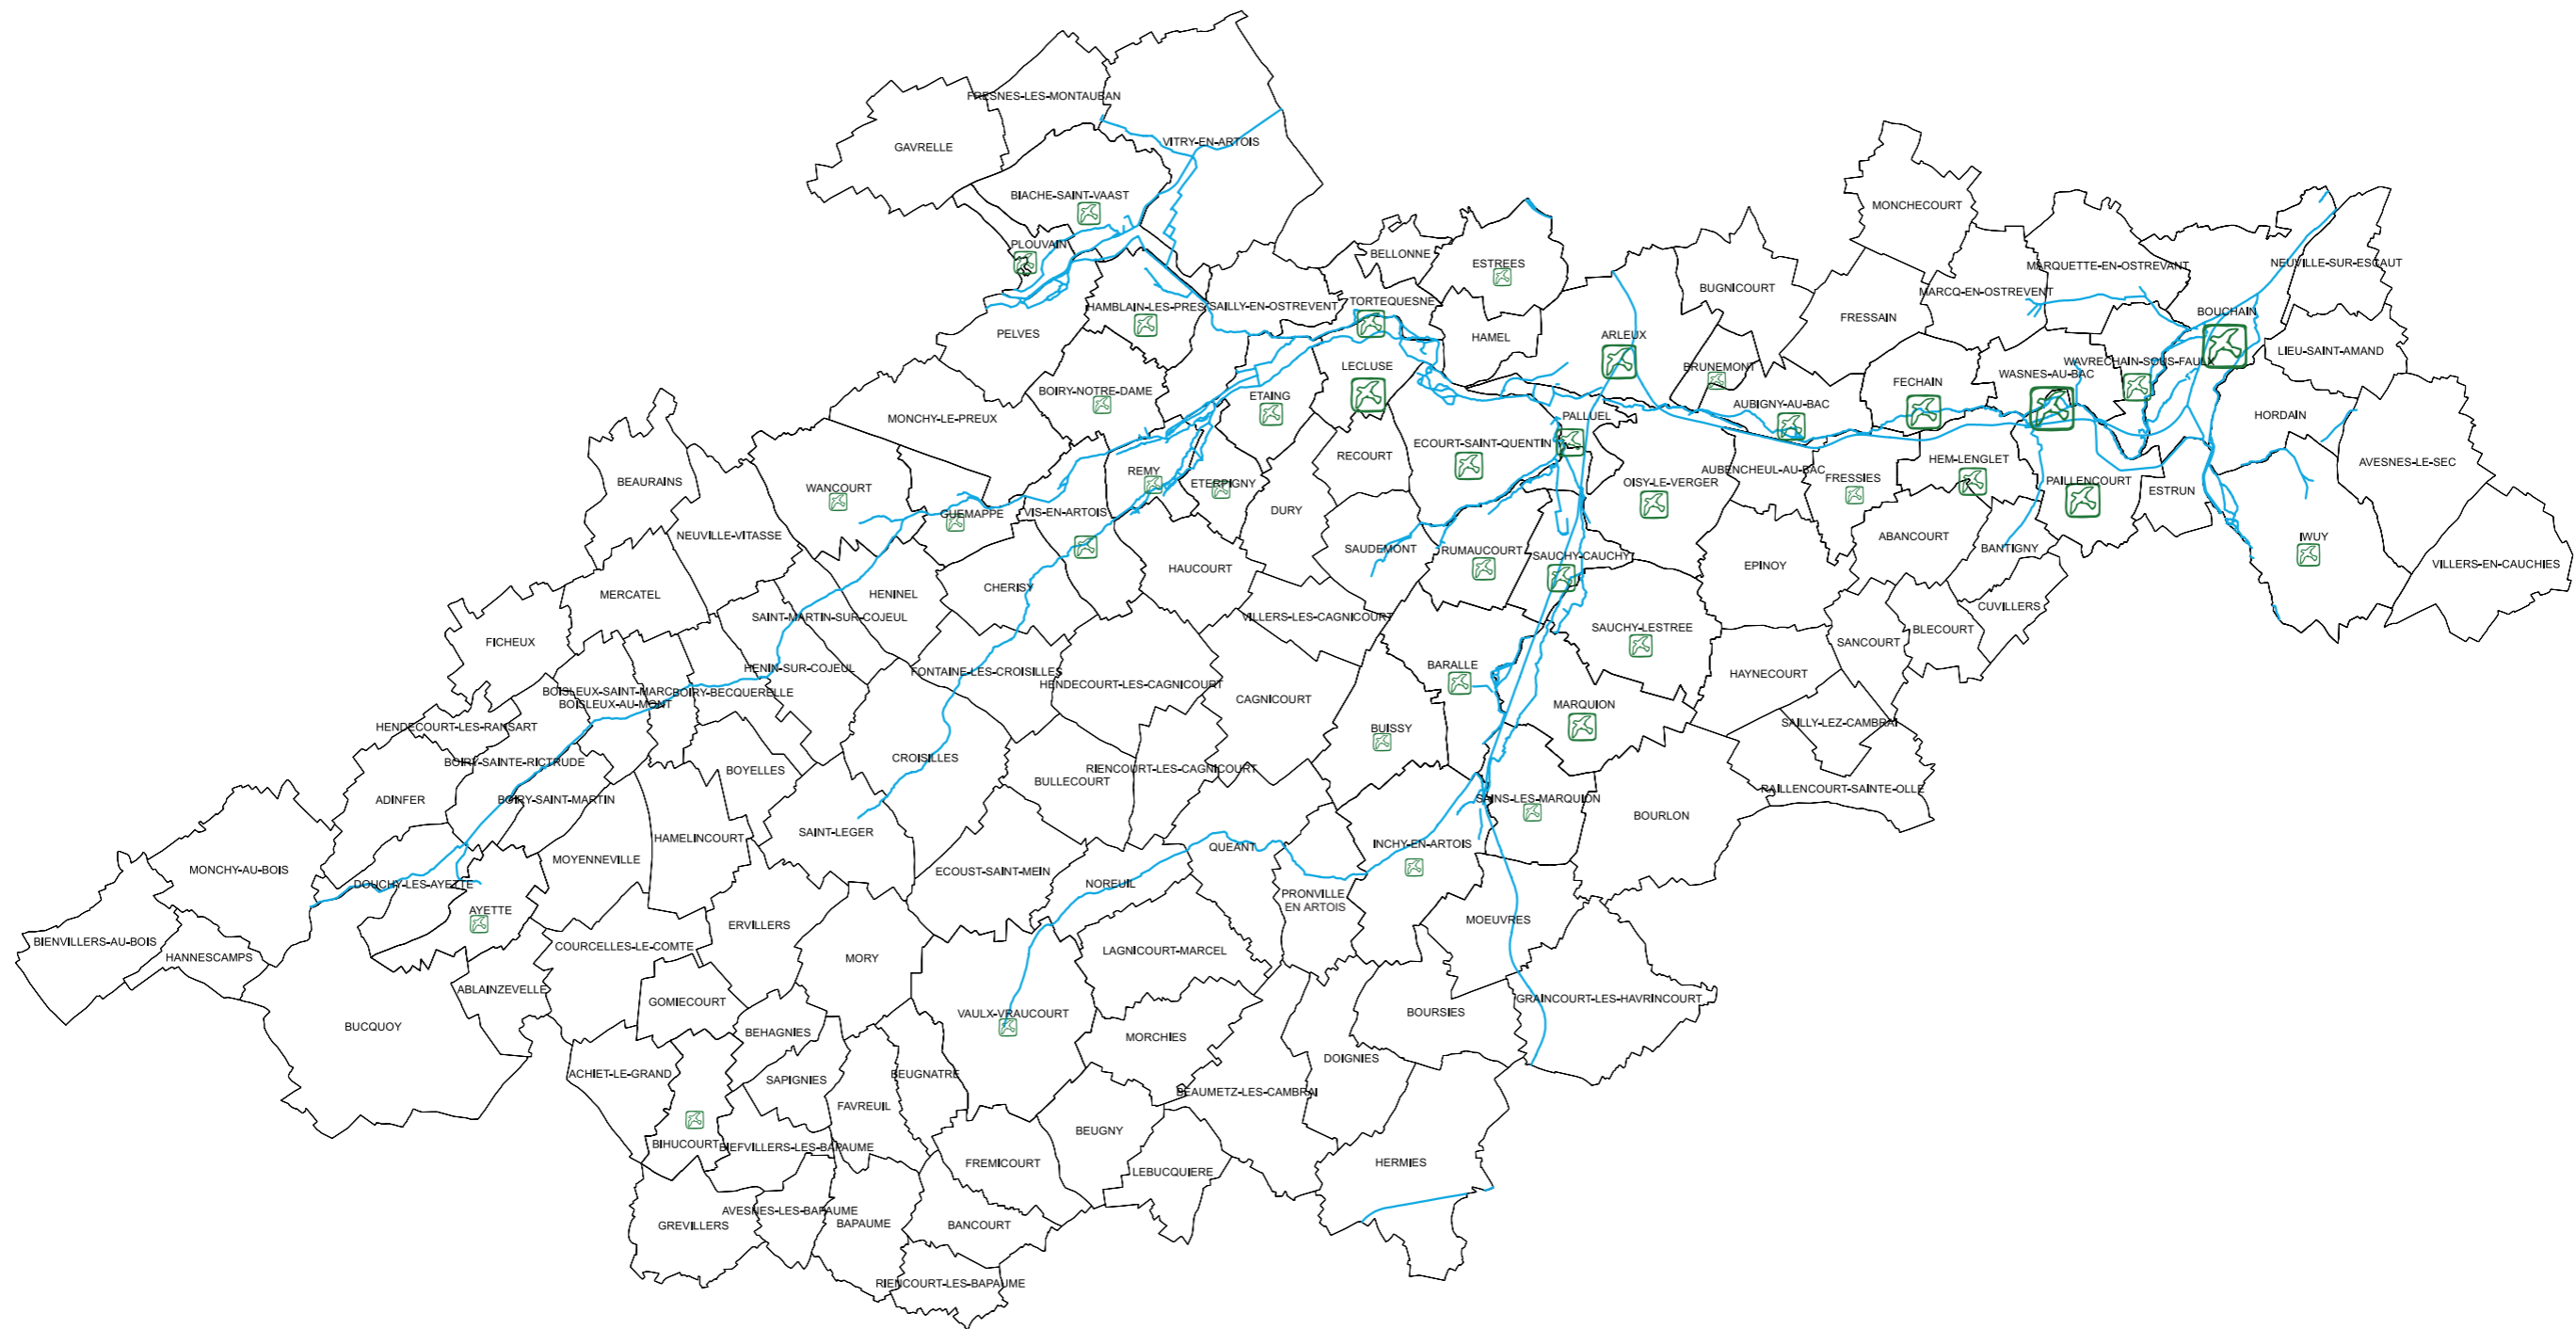 FRESNES-LES-MONTAUBAN
GAVRELLE
VITRY-EN-ARTOIS
BIACHE-SAINT-VAAST
PLOUVAIN
MONCHECOURT
BELLONNE
ESTREES
BUGNICOURT
MARQUETTE-EN-OSTREVANT
NEUVILLE-SUR-ESCAUT
MARCQ-EN-OSTREVENT
HAMBLAIN-LES-PRES
SAILLY-EN-OSTREVENT
TORTEQUESNE
BOUCHAIN
FRESSAIN
PELVES
HAMEL
ARLEUX
LIEU-SAINT-AMAND
LECLUSE
BRUNEMONT
WAVRECHAIN-SOUS-FAULX
WASNES-AU-BAC
FECHAIN
BOIRY-NOTRE-DAME
ETAING
AUBIGNY-AU-BAC
MONCHY-LE-PREUX
PALLUEL
HORDAIN
ECOURT-SAINT-QUENTIN
RECOURT
HEM-LENGLET
AVESNES-LE-SEC
REMY
AUBENCHEUL-AU-BAC
FRESSIES
BEAURAINS
WANCOURT
ETERPIGNY
OISY-LE-VERGER
PAILLENCOURT
ESTRUN
GUEMAPPE
VIS-EN-ARTOIS
DURY
NEUVILLE-VITASSE
ABANCOURT
IWUY
SAUDEMONT
RUMAUCOURT
SAUCHY-CAUCHY
BANTIGNY
VILLERS-EN-CAUCHIES
HAUCOURT
EPINOY
CHERISY
MERCATEL
HENINEL
CUVILLERS
SAINT-MARTIN-SUR-COJEUL
VILLERS-LES-CAGNICOURT
SAUCHY-LESTREE
BLECOURT
FICHEUX
SANCOURT
HENIN-SUR-COJEUL
FONTAINE-LES-CROISILLES
BARALLE
HAYNECOURT
HENDECOURT-LES-CAGNICOURT
BOISLEUX-SAINT-MARC
BOIRY-BECQUERELLE
CAGNICOURT
BOISLEUX-AU-MONT
MARQUION
HENDECOURT-LES-RANSART
SAILLY-LEZ-CAMBRAI
BUISSY
CROISILLES
BOIRY-SAINTE-RICTRUDE
BOYELLES
RIENCOURT-LES-CAGNICOURT
BULLECOURT
RAILLENCOURT-SAINTE-OLLE
ADINFER
BOIRY-SAINT-MARTIN
SAINS-LES-MARQUION
BOURLON
SAINT-LEGER
HAMELINCOURT
INCHY-EN-ARTOIS
QUEANT
MOYENNEVILLE
MONCHY-AU-BOIS
ECOUST-SAINT-MEIN
DOUCHY-LES-AYETTE
NOREUIL
PRONVILLE
EN ARTOIS
AYETTE
MOEUVRES
ERVILLERS
BIENVILLERS-AU-BOIS
COURCELLES-LE-COMTE
LAGNICOURT-MARCEL
HANNESCAMPS
MORY
ABLAINZEVELLE
GRAINCOURT-LES-HAVRINCOURT
GOMIECOURT
VAULX-VRAUCOURT
BOURSIES
BUCQUOY
BEHAGNIES
MORCHIES
DOIGNIES
ACHIET-LE-GRAND
BEUGNATRE
SAPIGNIES
BEAUMETZ-LES-CAMBRAI
FAVREUIL
BEUGNY
BIHUCOURT
BIEFVILLERS-LES-BAPAUME
FREMICOURT
HERMIES
LEBUCQUIERE
AVESNES-LES-BAPAUME
GREVILLERS
BAPAUME
BANCOURT
RIENCOURT-LES-BAPAUME